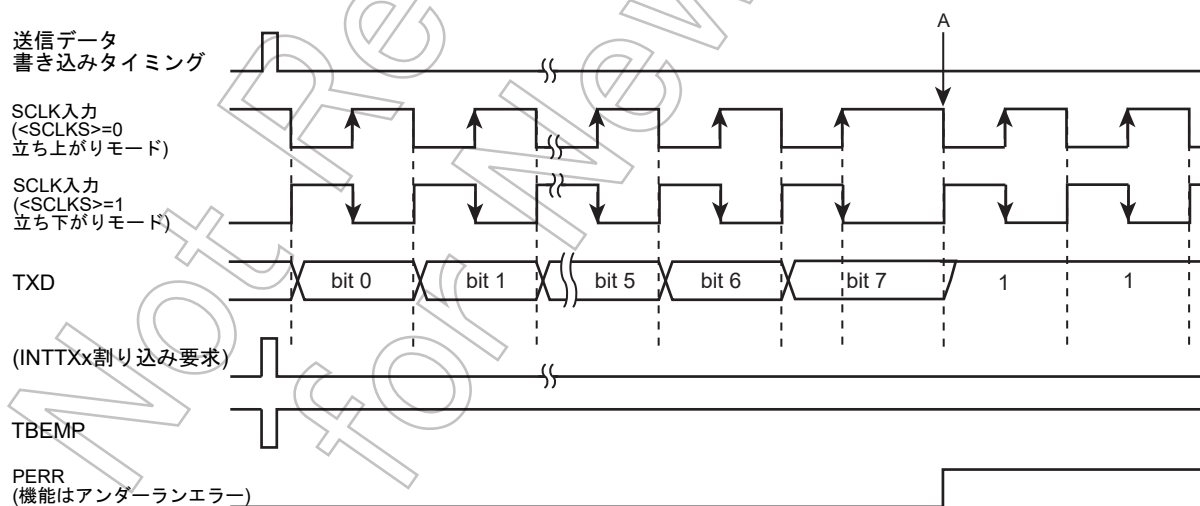 A
送信データ
書き込みタイミング
SCLK入力
(<SCLKS>=0
立ち上がりモード)
SCLK入力
(<SCLKS>=1
立ち下がりモード)
TXD
bit 0
bit 1
bit 5
bit 6
bit 7
1
1
(INTTXx割り込み要求)
TBEMP
PERR
(機能はアンダーランエラー)
Not Re
for New